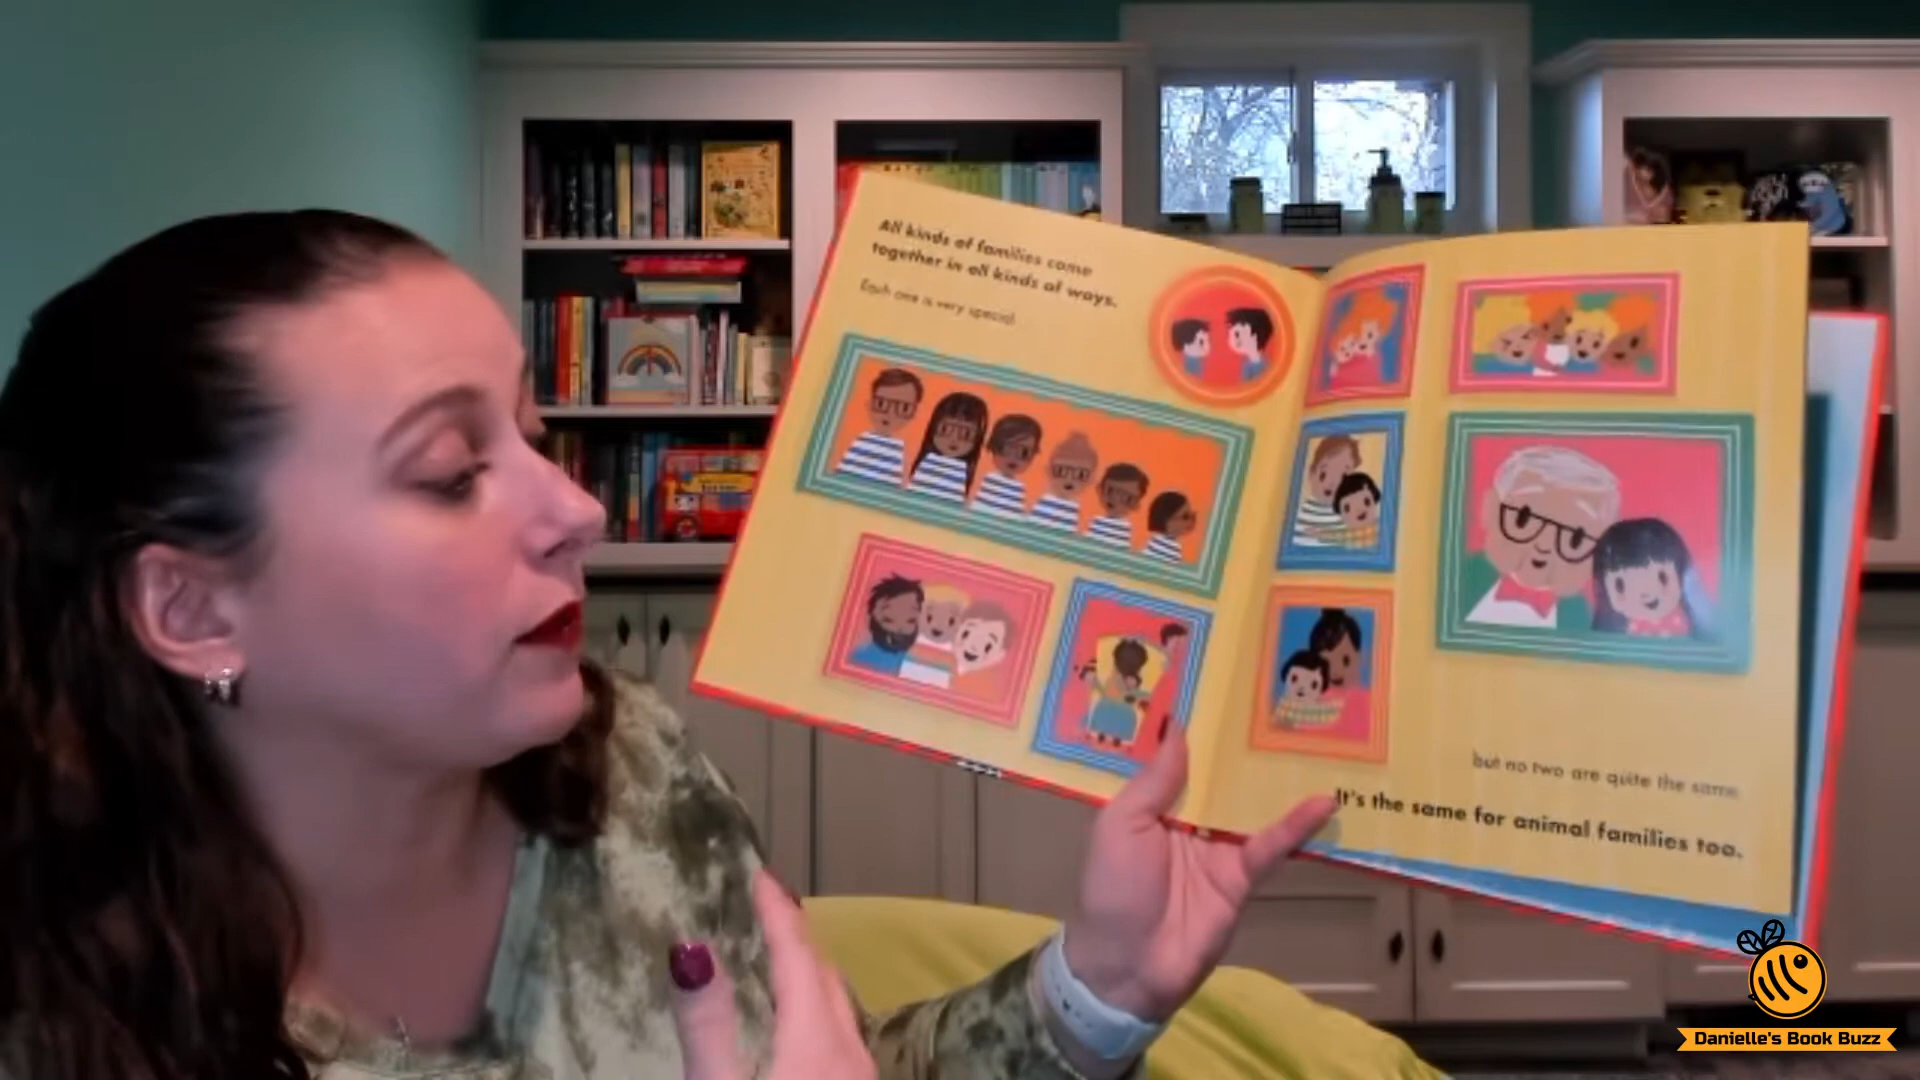 All kinds of families come
together in all kinds of ways.
Each one is very special
but no two are quite the same.
It's the same for animal families too.
Danielle's Book Buzz